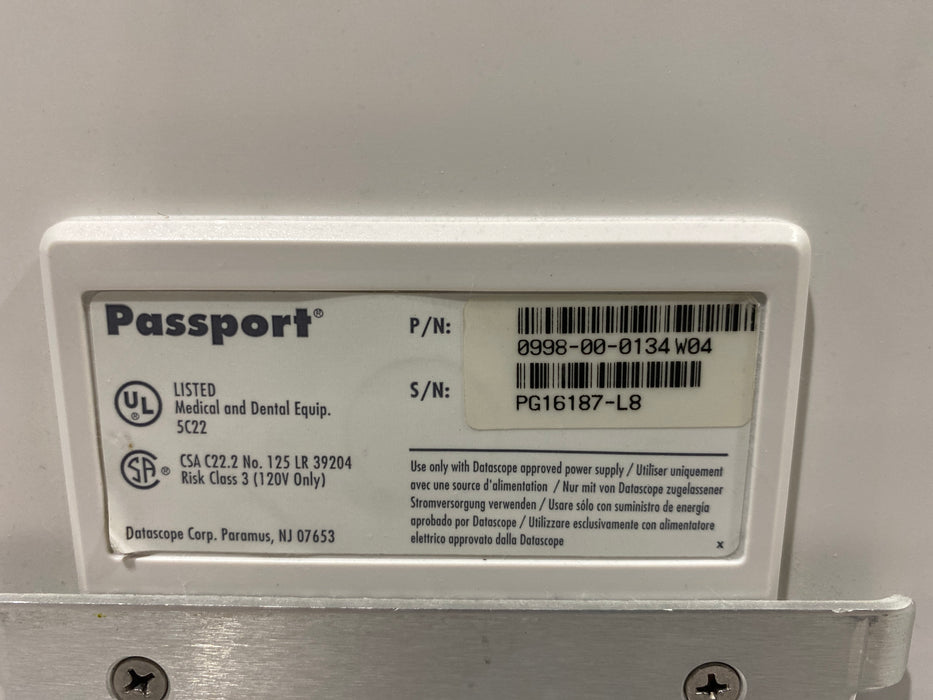 Passport®
P/N:
0998-00-0134 W04
S/N:
PG16187-L8
UL ®
LISTED
Medical and Dental Equip.
5C22
SA ®
CSA C22.2 No. 125 LR 39204
Risk Class 3 (120V Only)
Datascope Corp. Paramus, NJ 07653
Use only with Datascope approved power supply / Utiliser uniquement
avec une source d'alimentation / Nur mit von Datascope zugelassener
Stromversorgung verwenden / Usare sólo con suministro de energía
aprobado por Datascope / Utilizzare esclusivamente con alimentatore
elettrico approvato dalla Datascope
x